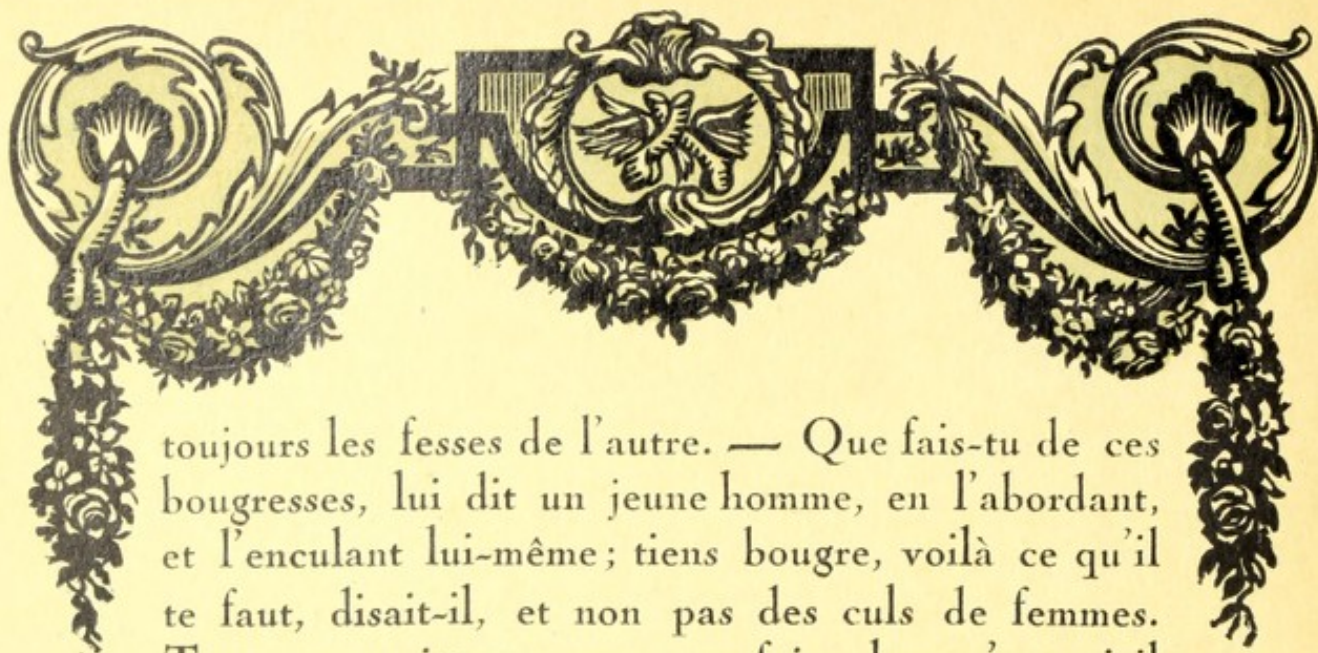 toujours les fesses de l'autre. — Que fais-tu de ces
bougresses, lui dit un jeune homme, en l'abordant,
et l'enculant lui-même ; tiens bougre, voilà ce qu'il
te faut, disait-il, et non pas des culs de femmes.